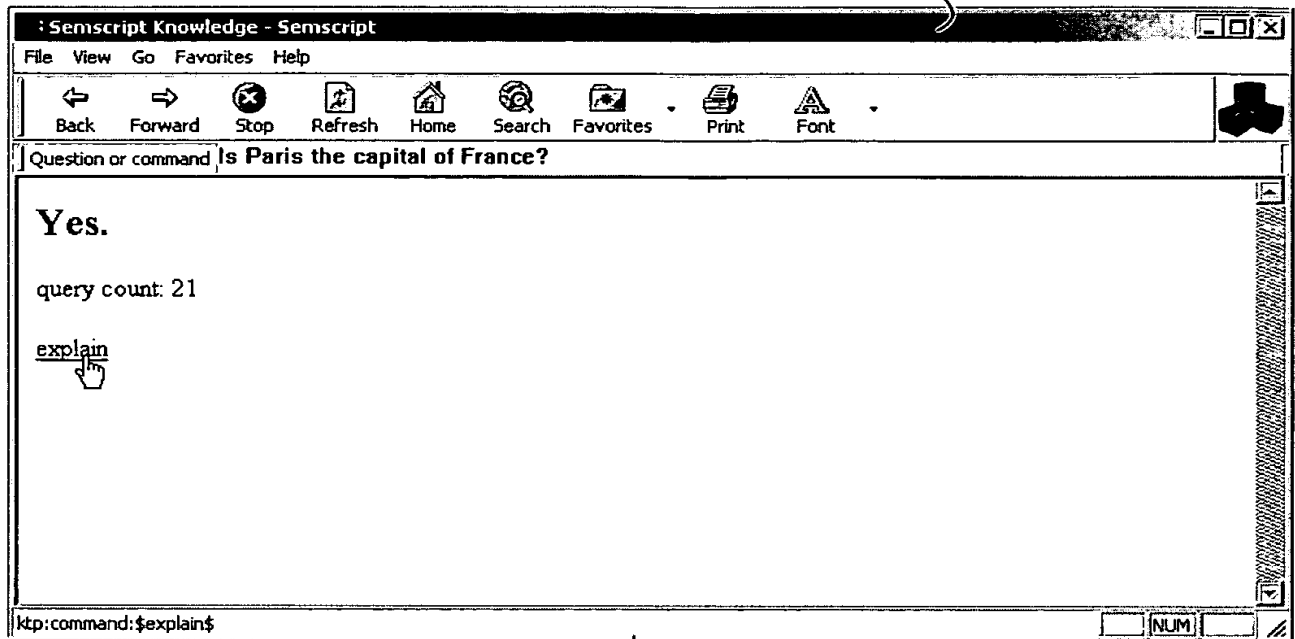 Semscript Knowledge - Semscript
File View Go Favorites Help
Back Forward Stop Refresh Home Search Favorites Print Font
Question or command Is Paris the capital of France?
Yes.
query count: 21
explain
ktp:command:$explain$ NUM